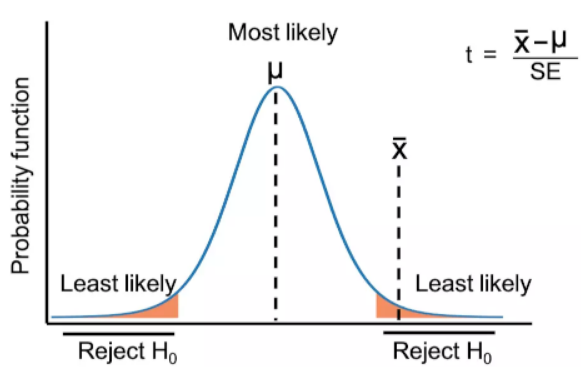 Most likely
μ
t = x̄ – μ
SE
x̄
Probability function
Least likely
Least likely
Reject H₀
Reject H₀